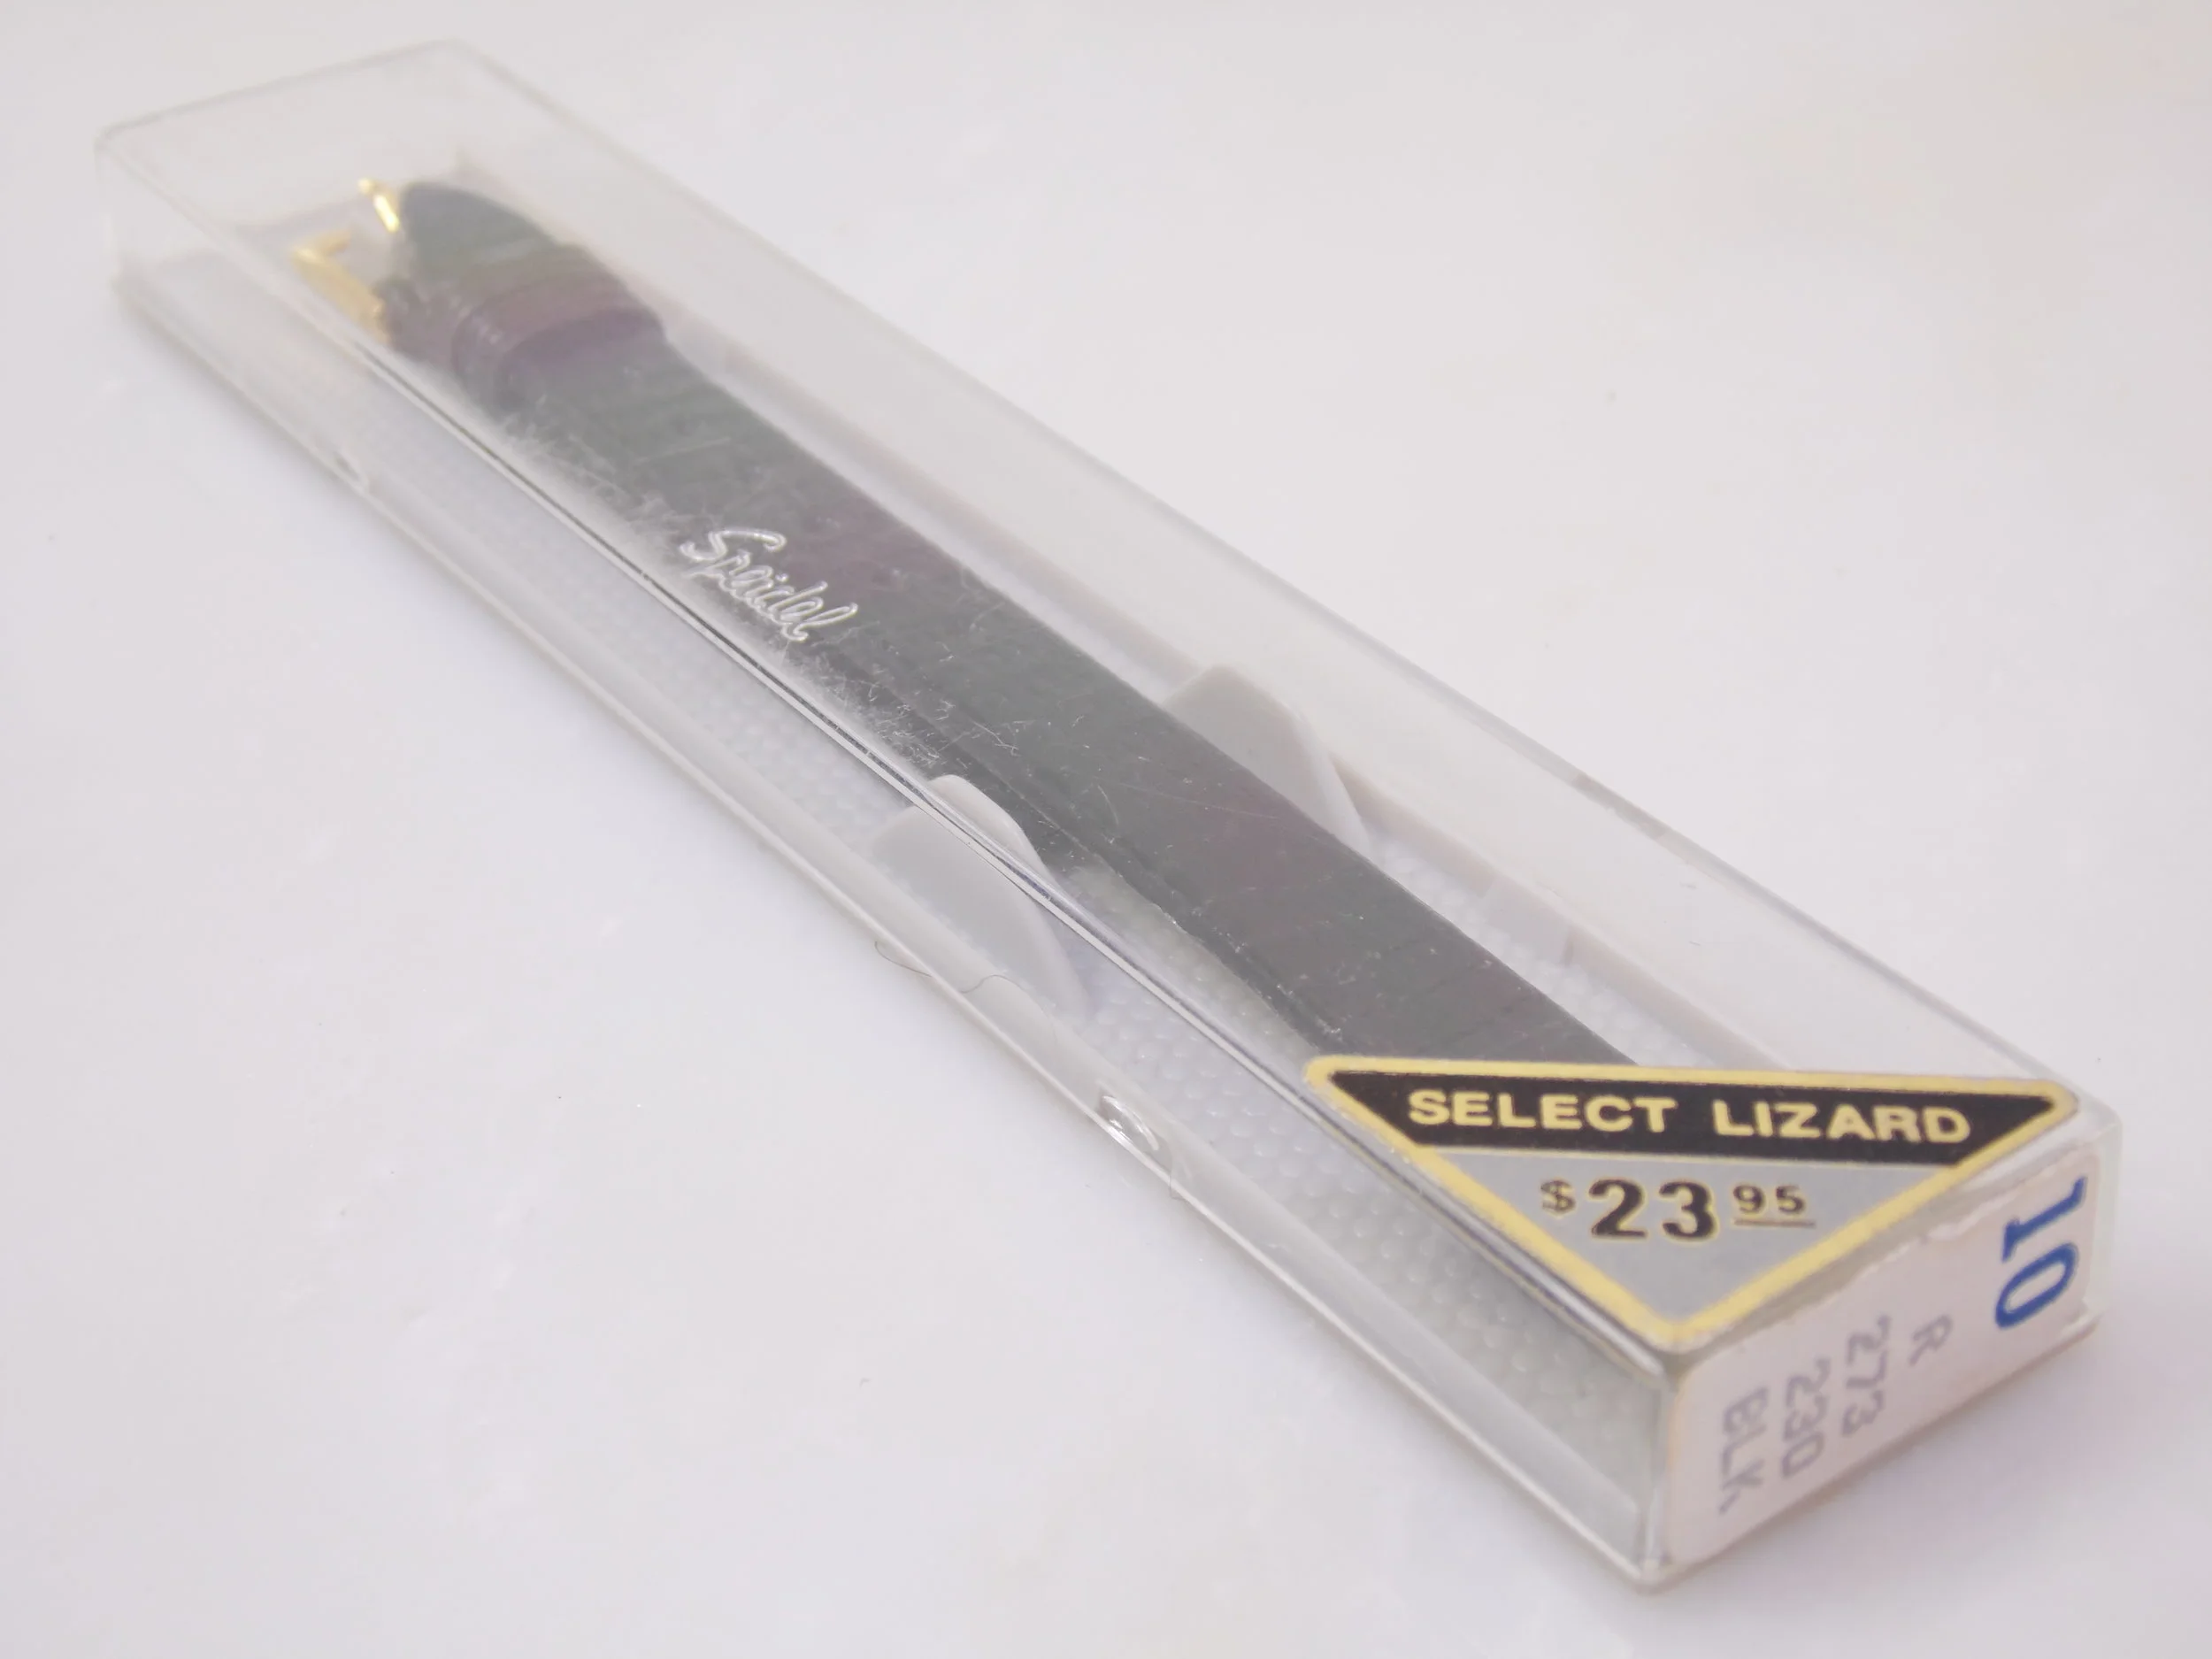 Speidel
SELECT LIZARD
$23 95
10
R
273
230
BLK